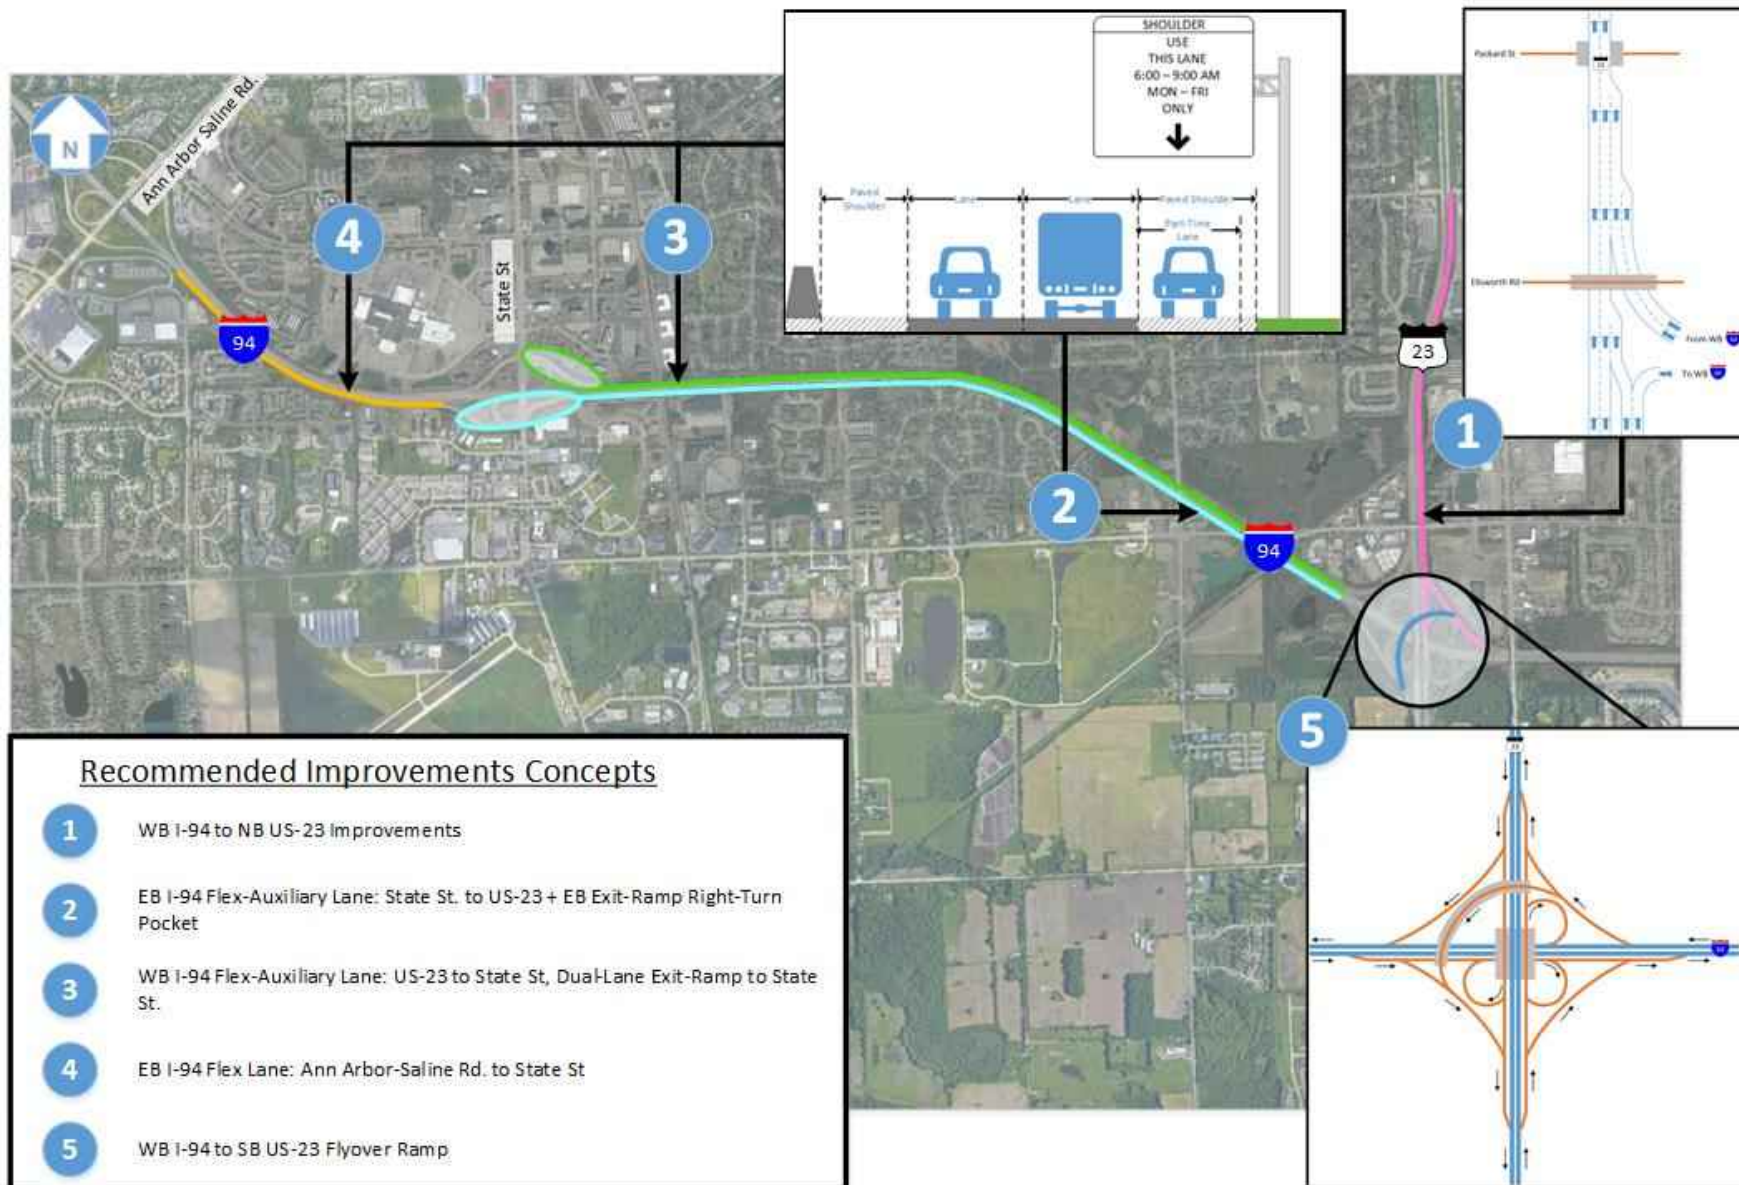 SHOULDER
USE
THIS LANE
6:00 – 9:00 AM
MON – FRI
ONLY
Packard St
23
Ann Arbor Saline Rd.
N
Paved
Shoulder
Lane
Lane
Paved Shoulder
Part-Time
Lane
4
3
State St
Ellsworth Rd
From WB
94
23
To WB
1
2
94
5
Recommended Improvements Concepts
1 WB I-94 to NB US-23 Improvements
2 EB I-94 Flex-Auxiliary Lane: State St. to US-23 + EB Exit-Ramp Right-Turn
Pocket
3 WB I-94 Flex-Auxiliary Lane: US-23 to State St, Dual-Lane Exit-Ramp to State
St.
4 EB I-94 Flex Lane: Ann Arbor-Saline Rd. to State St
5 WB I-94 to SB US-23 Flyover Ramp